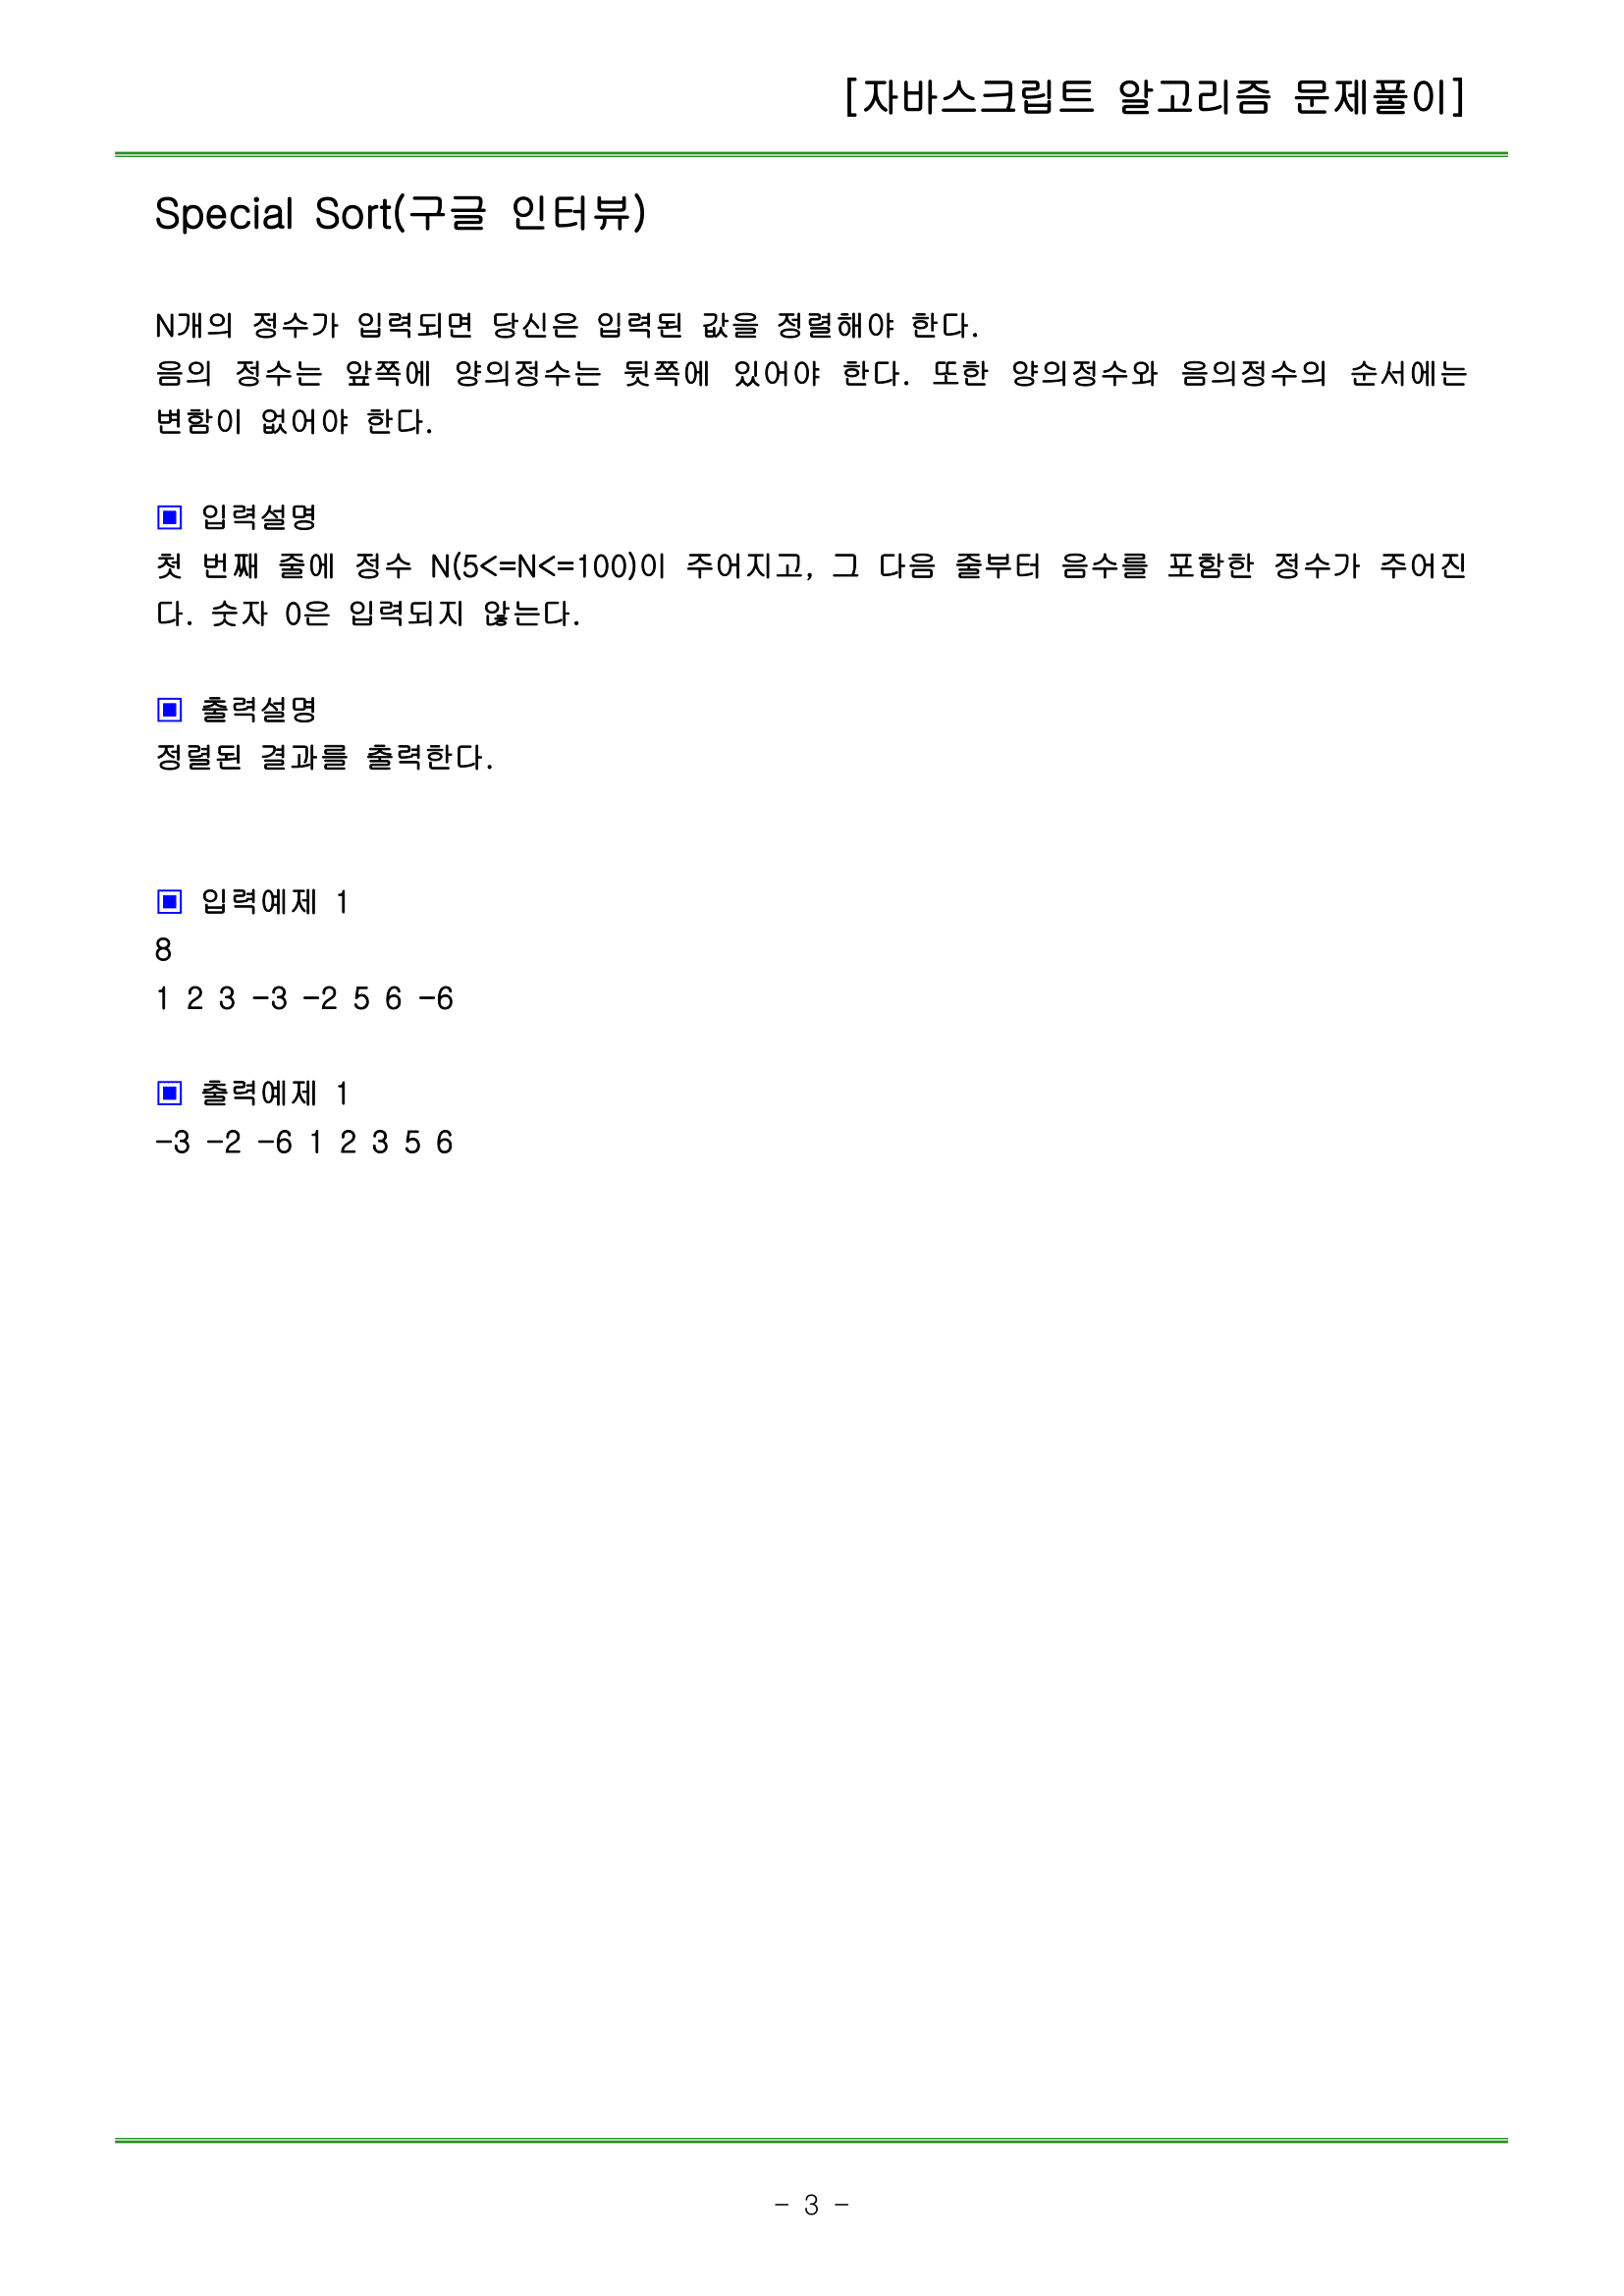 [자바스크립트 알고리즘 문제풀이]
Special Sort(구글 인터뷰)
N개의 정수가 입력되면 당신은 입력된 값을 정렬해야 한다.
음의 정수는 앞쪽에 양의정수는 뒷쪽에 있어야 한다. 또한 양의정수와 음의정수의 순서에는
변함이 없어야 한다.
▣ 입력설명
첫 번째 줄에 정수 N(5<=N<=100)이 주어지고, 그 다음 줄부터 음수를 포함한 정수가 주어진
다. 숫자 0은 입력되지 않는다.
▣ 출력설명
정렬된 결과를 출력한다.
▣ 입력예제 1
8
1 2 3 -3 -2 5 6 -6
▣ 출력예제 1
-3 -2 -6 1 2 3 5 6
- 3 -